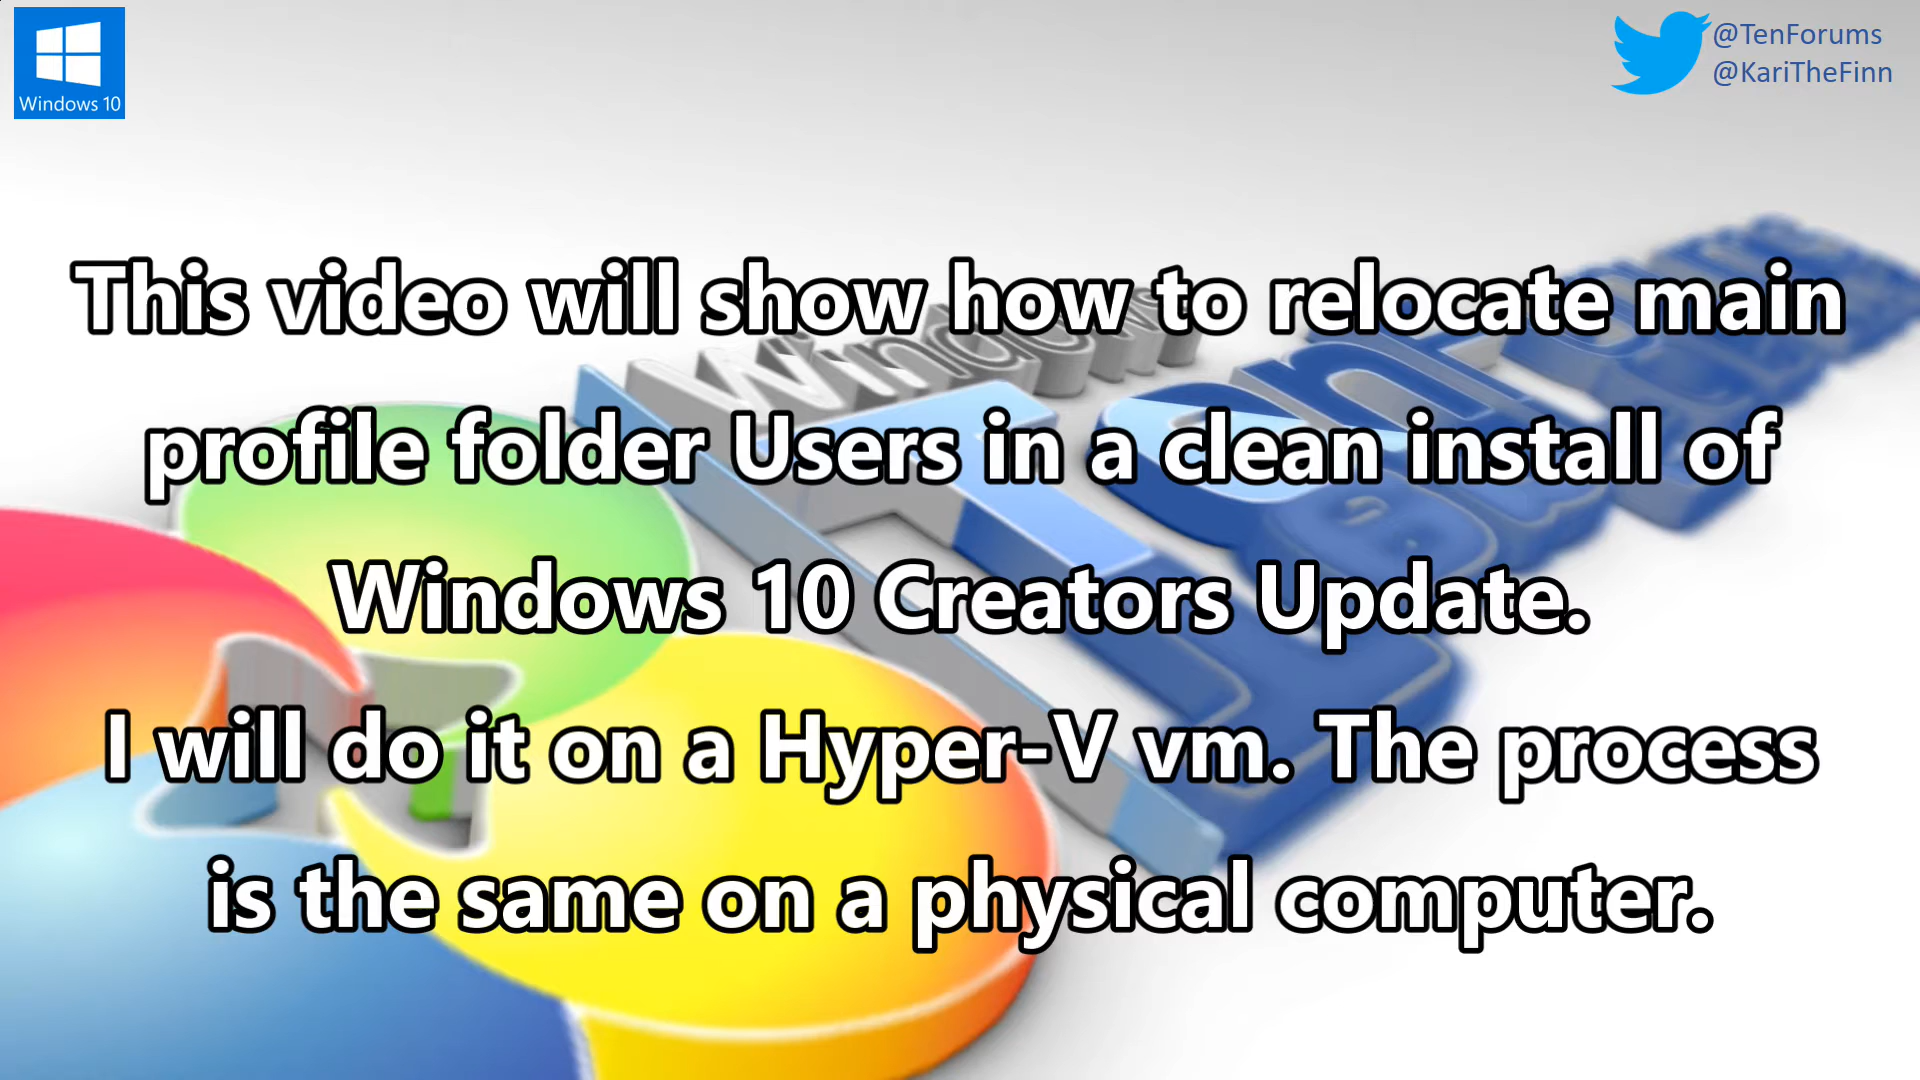 Windows 10
@TenForums
@KariTheFinn
This video will show how to relocate main
profile folder Users in a clean install of
Windows 10 Creators Update.
I will do it on a Hyper-V vm. The process
is the same on a physical computer.
Windows